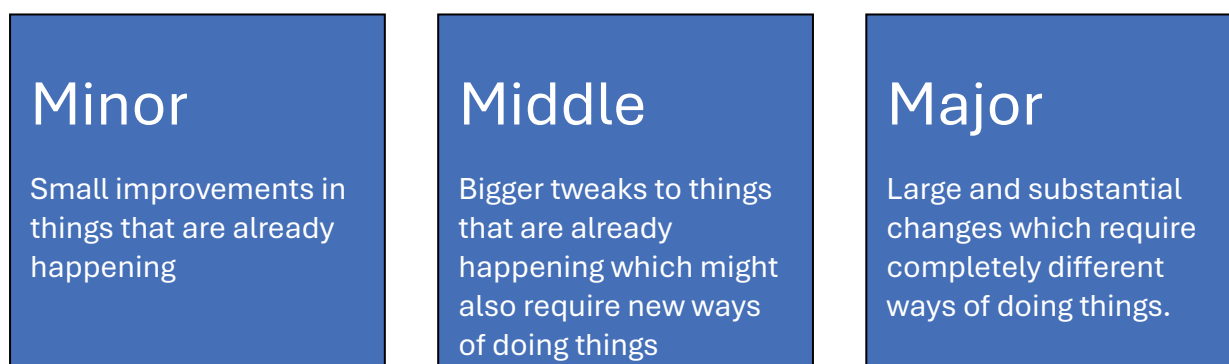 Minor
Small improvements in
things that are already
happening
Middle
Bigger tweaks to things
that are already
happening which might
also require new ways
of doing things
Major
Large and substantial
changes which require
completely different
ways of doing things.